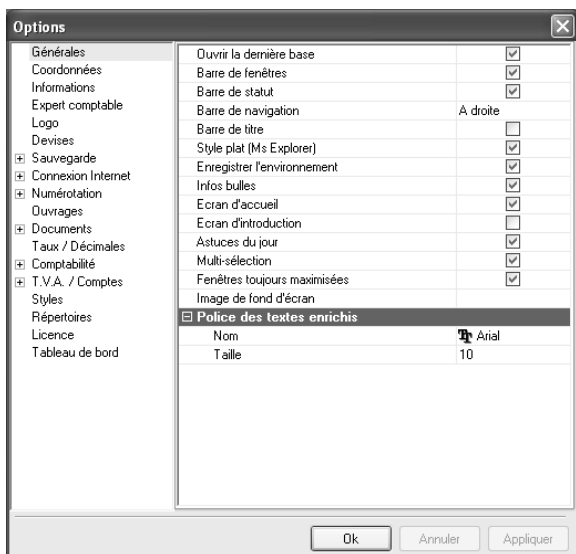 Options
Générales
Coordonnées
Informations
Expert comptable
Logo
Devises
Sauvegarde
Connexion Internet
Numérotation
Ouvrages
Documents
Taux / Décimales
Comptabilité
T.V.A. / Comptes
Styles
Répertoires
Licence
Tableau de bord
Ouvrir la dernière base
Barre de fenêtres
Barre de statut
Barre de navigation A droite
Barre de titre
Style plat (Ms Explorer)
Enregistrer l'environnement
Infos bulles
Ecran d'accueil
Ecran d'introduction
Astuces du jour
Multi-sélection
Fenêtres toujours maximisées
Image de fond d'écran
Police des textes enrichis
Nom Arial
Taille 10
Ok Annuler Appliquer